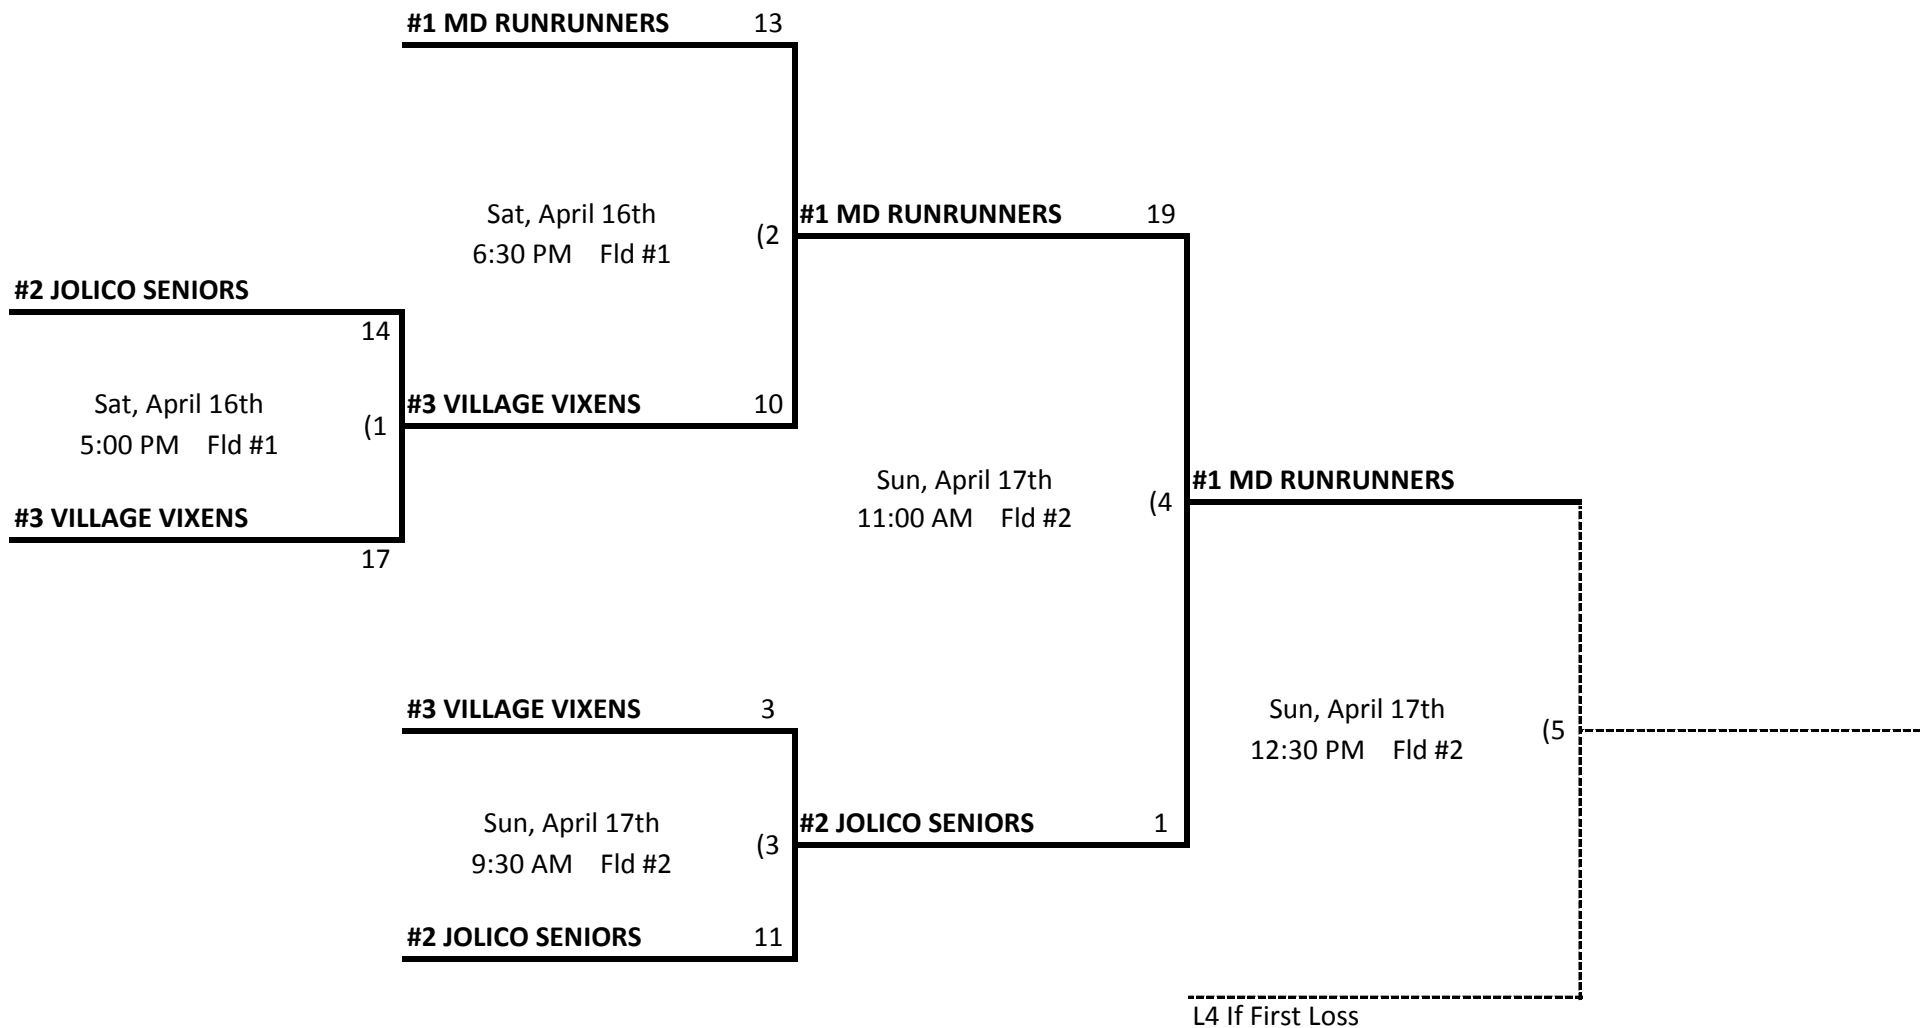 #1 MD RUNRUNNERS 13
Sat, April 16th
6:30 PM Fld #1
(2
#1 MD RUNRUNNERS 19
#2 JOLICO SENIORS
14
Sat, April 16th
5:00 PM Fld #1
(1
#3 VILLAGE VIXENS 10
#3 VILLAGE VIXENS
17
Sun, April 17th
11:00 AM Fld #2
(4
#1 MD RUNRUNNERS
#3 VILLAGE VIXENS 3
Sun, April 17th
9:30 AM Fld #2
(3
#2 JOLICO SENIORS 1
#2 JOLICO SENIORS 11
Sun, April 17th
12:30 PM Fld #2
(5
L4 If First Loss